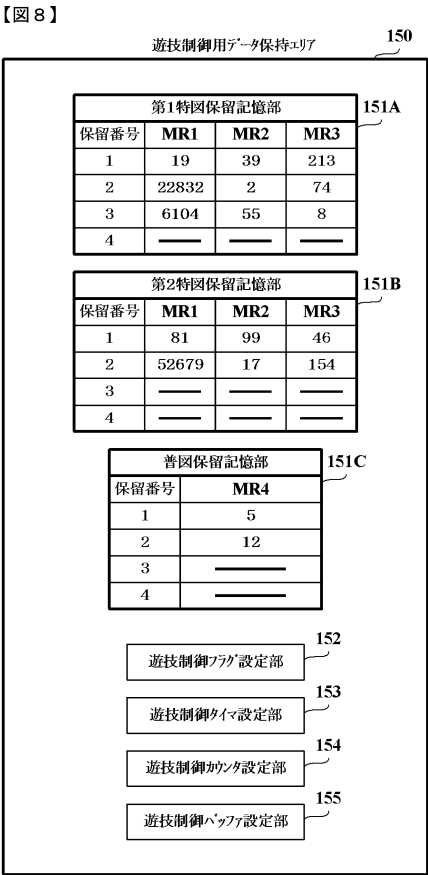 【図８】
遊技制御用ﾃﾞｰﾀ保持ｴﾘｱ
150
第1特図保留記憶部
151A
保留番号 MR1 MR2 MR3
1 19 39 213
2 22832 2 74
3 6104 55 8
4 ── ── ──
第2特図保留記憶部
151B
保留番号 MR1 MR2 MR3
1 81 99 46
2 52679 17 154
3 ── ── ──
4 ── ── ──
普図保留記憶部
151C
保留番号 MR4
1 5
2 12
3 ──
4 ──
152
遊技制御ﾌﾗｸﾞ設定部
153
遊技制御ﾀｲﾏ設定部
154
遊技制御ｶｳﾝﾀ設定部
155
遊技制御ﾊﾞｯﾌｧ設定部